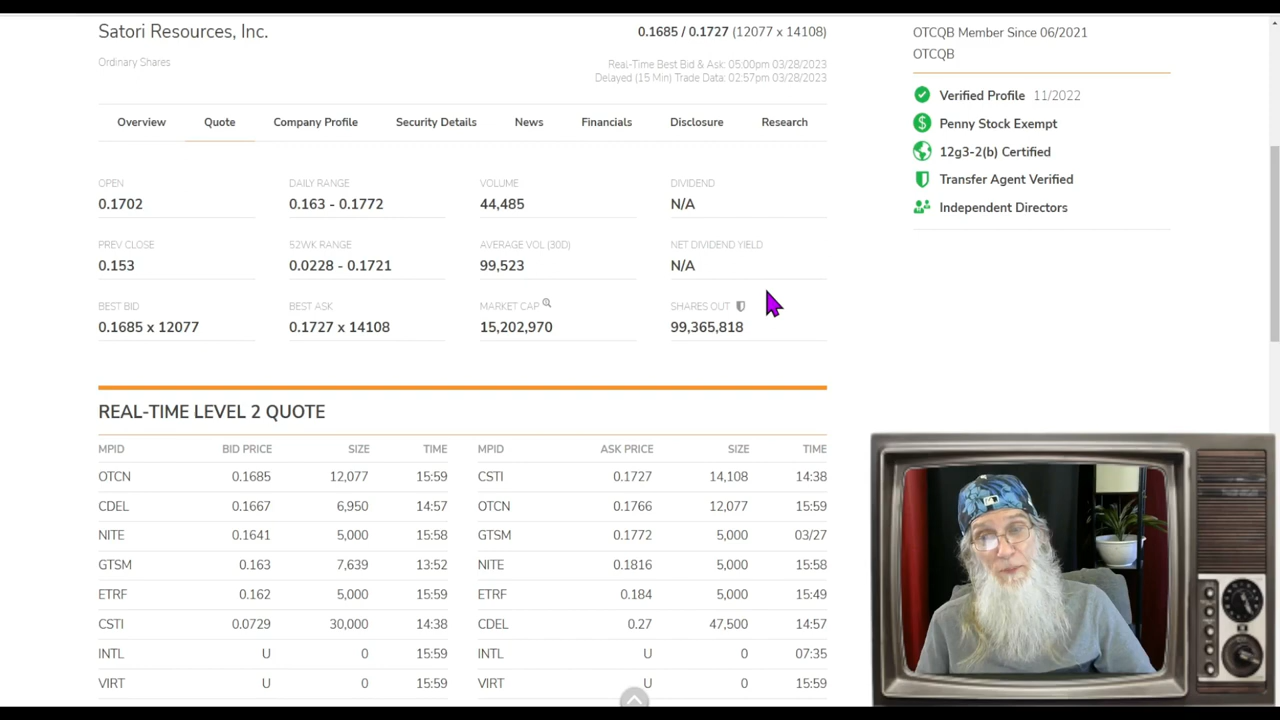 Satori Resources, Inc.
0.1685 / 0.1727 (12077 x 14108)
OTCQB Member Since 06/2021
Ordinary Shares
Real-Time Best Bid & Ask: 05:00pm 03/28/2023
Delayed (15 Min) Trade Data: 02:57pm 03/28/2023
OTCQB
Verified Profile 11/2022
Penny Stock Exempt
12g3-2(b) Certified
Transfer Agent Verified
Independent Directors
Overview Quote Company Profile Security Details News Financials Disclosure Research
OPEN DAILY RANGE VOLUME DIVIDEND
0.1702 0.163 - 0.1772 44,485 N/A
PREV CLOSE 52WK RANGE AVERAGE VOL (30D) NET DIVIDEND YIELD
0.153 0.0228 - 0.1721 99,523 N/A
BEST BID BEST ASK MARKET CAP SHARES OUT
0.1685 x 12077 0.1727 x 14108 15,202,970 99,365,818
REAL-TIME LEVEL 2 QUOTE
MPID BID PRICE SIZE TIME MPID ASK PRICE SIZE TIME
OTCN 0.1685 12,077 15:59 CSTI 0.1727 14,108 14:38
CDEL 0.1667 6,950 14:57 OTCN 0.1766 12,077 15:59
NITE 0.1641 5,000 15:58 GTSM 0.1772 5,000 03/27
GTSM 0.163 7,639 13:52 NITE 0.1816 5,000 15:58
ETRF 0.162 5,000 15:59 ETRF 0.184 5,000 15:49
CSTI 0.0729 30,000 14:38 CDEL 0.27 47,500 14:57
INTL U 0 15:59 INTL U 0 07:35
VIRT U 0 15:59 VIRT U 0 15:59